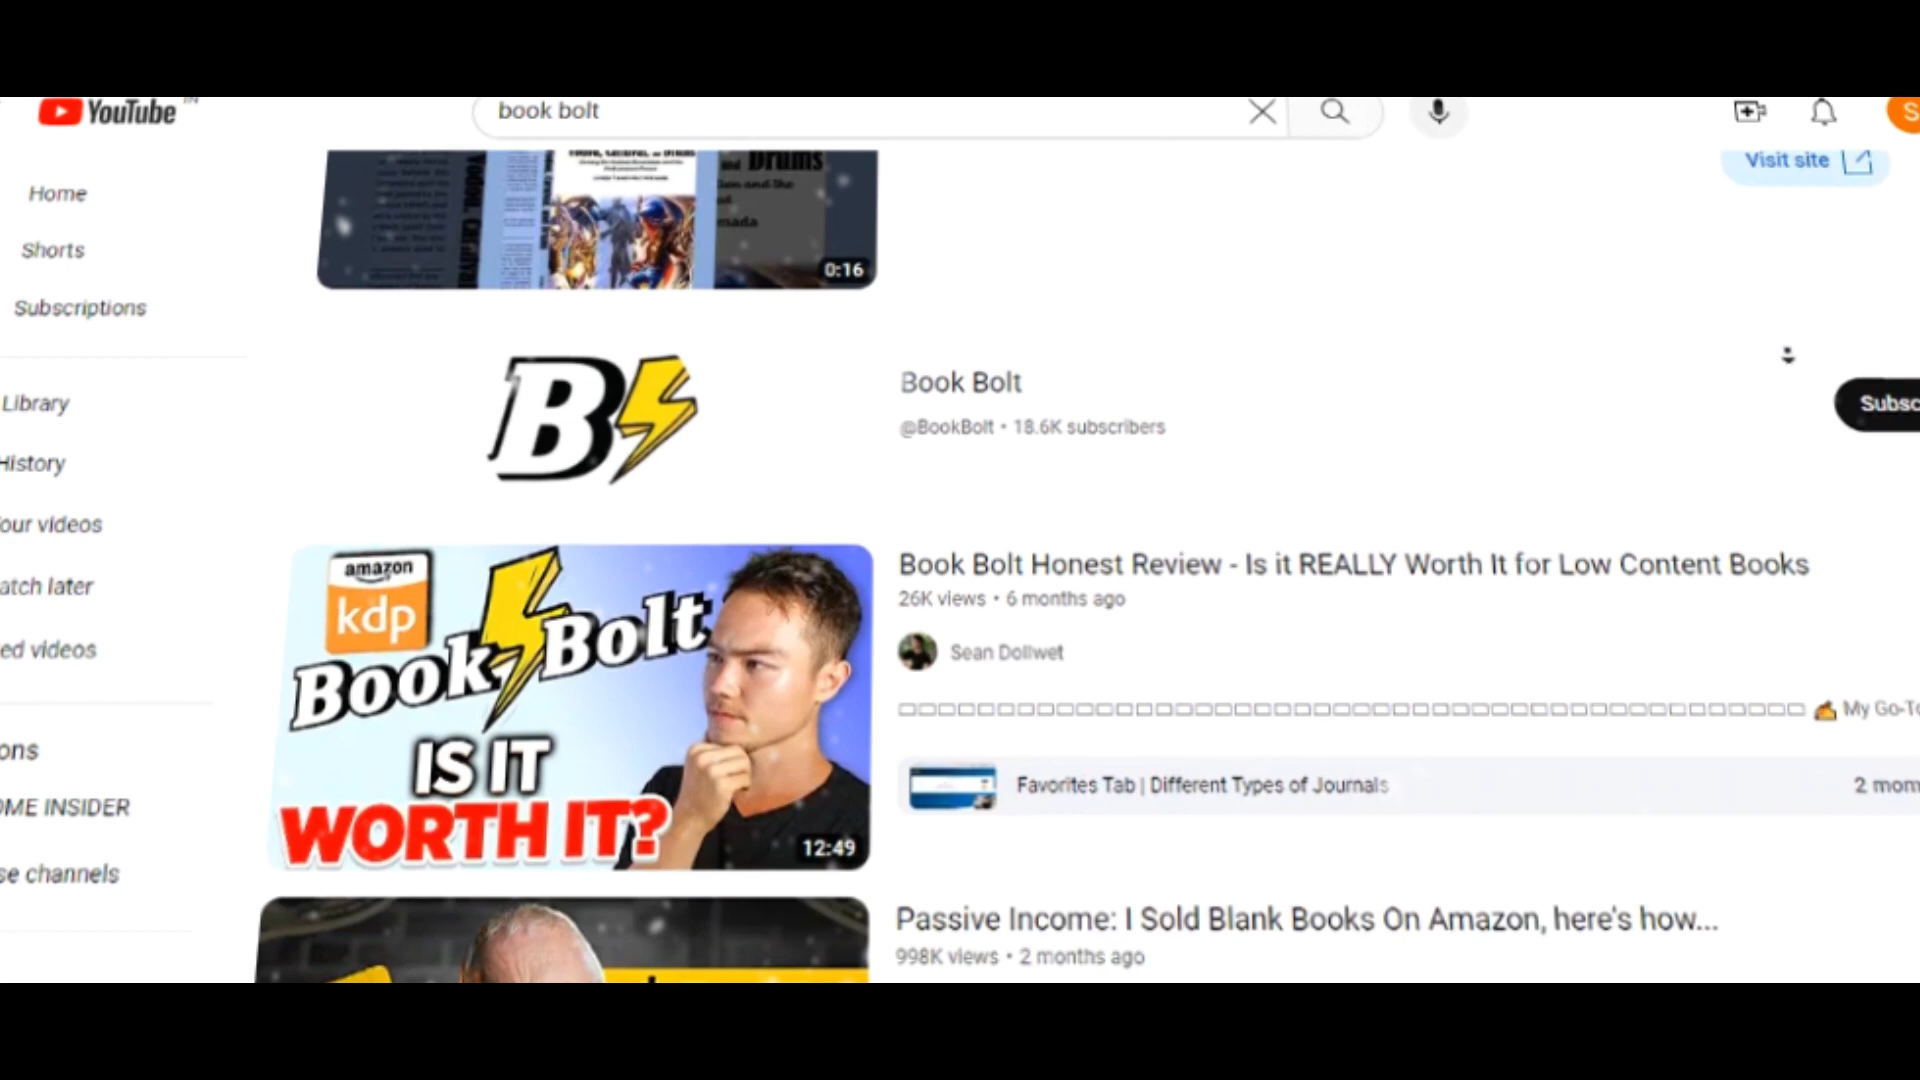 YouTube
IN
book bolt
Visit site
Home
Shorts
Subscriptions
Library
History
our videos
atch later
ed videos
ons
OME INSIDER
se channels
Drums
0:16
B
Book Bolt
@BookBolt • 18.6K subscribers
Subsc
amazon
kdp
Book Bolt
IS IT
WORTH IT?
12:49
Book Bolt Honest Review - Is it REALLY Worth It for Low Content Books
26K views • 6 months ago
Sean Dollwet
My Go-To
Favorites Tab | Different Types of Journals
2 mom
Passive Income: I Sold Blank Books On Amazon, here's how...
998K views • 2 months ago
S